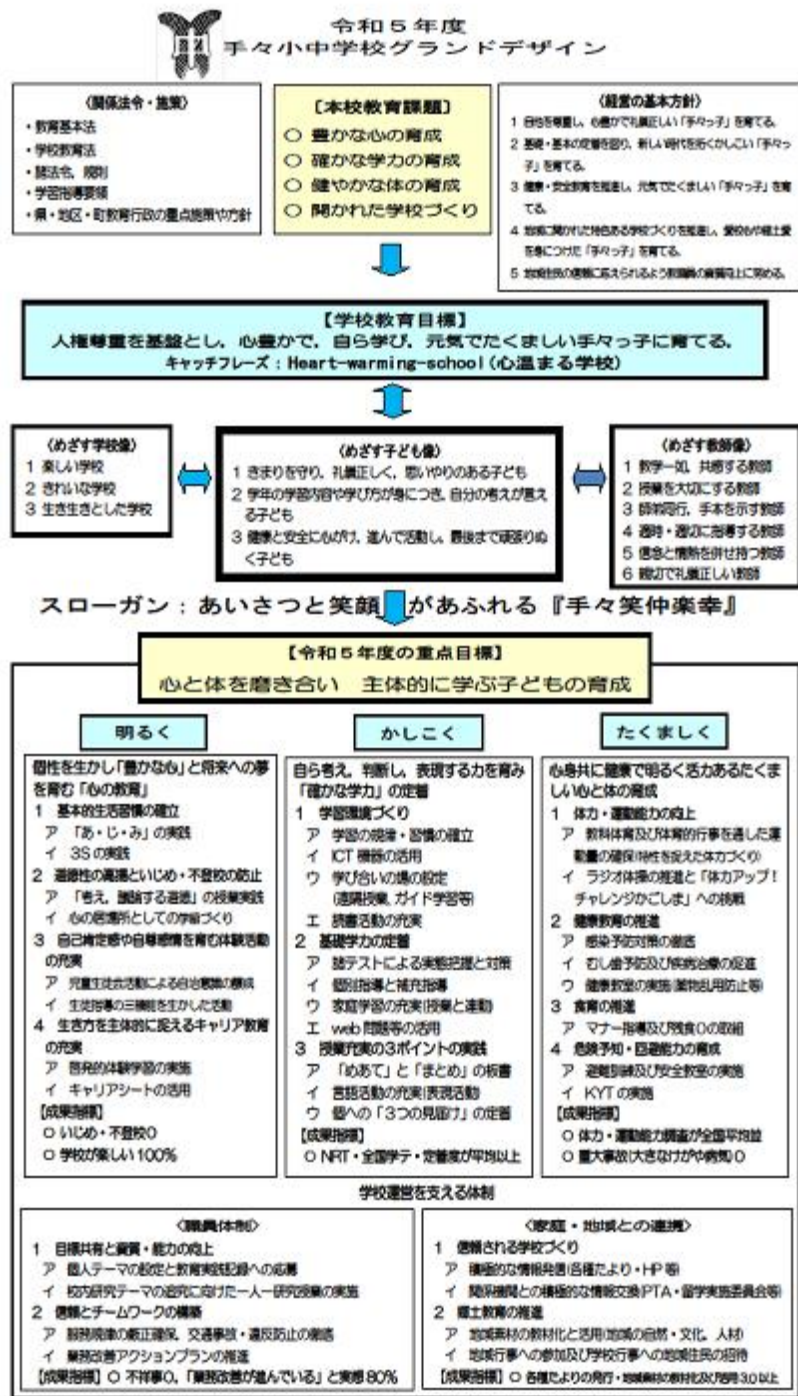 令和５年度
手々小中学校グランドデザイン
〈関係法令・施策〉
・教育基本法
・学校教育法
・諸法令，規則
・学習指導要領
・県・地区・町教育行政の重点施策や方針
【本校教育課題】
○ 豊かな心の育成
○ 確かな学力の育成
○ 健やかな体の育成
○ 開かれた学校づくり
〈経営の基本方針〉
1 自他を尊重し，心豊かで礼儀正しい「手々っ子」を育てる。
2 基礎・基本の定着を図り，新しい時代を拓くかしこい「手々っ
子」を育てる。
3 健康・安全教育を推進し，元気でたくましい「手々っ子」を育
てる。
4 地域に開かれた特色ある学校づくりを推進し，愛校心や郷土愛
を身につけた「手々っ子」を育てる。
5 地域住民の信頼に応えられるよう教職員の資質向上に努める。
【学校教育目標】
人権尊重を基盤とし，心豊かで，自ら学び，元気でたくましい手々っ子に育てる。
キャッチフレーズ：Heart-warming-school(心温まる学校)
〈めざす学校像〉
1 楽しい学校
2 きれいな学校
3 生き生きとした学校
〈めざす子ども像〉
1 きまりを守り，礼儀正しく，思いやりのある子ども
2 学年の学習内容や学び方が身につき，自分の考えが言え
る子ども
3 健康と安全に心がけ，進んで活動し，最後まで頑張りぬ
く子ども
〈めざす教師像〉
1 教学一如，共感する教師
2 授業を大切にする教師
3 師弟同行，手本を示す教師
4 適時・適切に指導する教師
5 信念と情熱を併せ持つ教師
6 親切で礼儀正しい教師
スローガン：あいさつと笑顔 があふれる『手々笑仲楽幸』
【令和５年度の重点目標】
心と体を磨き合い　主体的に学ぶ子どもの育成
明るく
個性を生かし「豊かな心」と将来への夢
を育む「心の教育」
1 基本的生活習慣の確立
ア 「あ・じ・み」の実践
イ 3Sの実践
2 道徳性の高揚といじめ・不登校の防止
ア 「考え，議論する道徳」の授業実践
イ 心の居場所としての学級づくり
3 自己肯定感や自尊感情を育む体験活動
の充実
ア 児童生徒会活動による自治意識の醸成
イ 生徒指導の三機能を生かした活動
4 生き方を主体的に捉えるキャリア教育
の充実
ア 啓発的体験学習の実施
イ キャリアシートの活用
【成果指標】
○ いじめ・不登校0
○ 学校が楽しい100%
かしこく
自ら考え，判断し，表現する力を育み
「確かな学力」の定着
1 学習環境づくり
ア 学習の規律・習慣の確立
イ ICT機器の活用
ウ 学び合いの場の設定
(遠隔授業，ガイド学習等)
エ 読書活動の充実
2 基礎学力の定着
ア 諸テストによる実態把握と対策
イ 個別指導と補充指導
ウ 家庭学習の充実(授業と連動)
エ web問題等の活用
3 授業充実の3ポイントの実践
ア 「めあて」と「まとめ」の板書
イ 言語活動の充実(表現活動)
ウ 個への「3つの見届け」の定着
【成果指標】
○ NRT・全国学テ・定着度が平均以上
たくましく
心身共に健康で明るく活力あるたくま
しい心と体の育成
1 体力・運動能力の向上
ア 教科体育及び体育的行事を通した運
動量の確保(特性を捉えた体力づくり)
イ ラジオ体操の推進と「体力アップ！
チャレンジかごしま」への挑戦
2 健康教育の推進
ア 感染予防対策の徹底
イ むし歯予防及び疾病治療の促進
ウ 健康教室の実施(薬物乱用防止等)
3 食育の推進
ア マナー指導及び残食0の取組
4 危険予知・回避能力の育成
ア 避難訓練及び安全教室の実施
イ KYTの実施
【成果指標】
○ 体力・運動能力調査が全国平均並
○ 重大事故(大きなけがや病気)0
学校運営を支える体制
〈職員体制〉
1 目標共有と資質・能力の向上
ア 個人テーマの設定と教育実践記録への応募
イ 校内研究テーマの追究に向けた一人一研究授業の実施
2 信頼とチームワークの構築
ア 服務規律の厳正確保，交通事故・違反防止の徹底
イ 業務改善アクションプランの推進
【成果指標】○ 不祥事0，「業務改善が進んでいる」と実感80%
〈家庭・地域との連携〉
1 信頼される学校づくり
ア 積極的な情報発信(各種たより・HP等)
イ 関係機関との積極的な情報交換(PTA・留学実施委員会等)
2 郷土教育の推進
ア 地域素材の教材化と活用(地域の自然・文化，人材)
イ 地域行事への参加及び学校行事への地域住民の招待
【成果指標】○ 各種たよりの発行・地域素材の教材化及び活用3.0以上